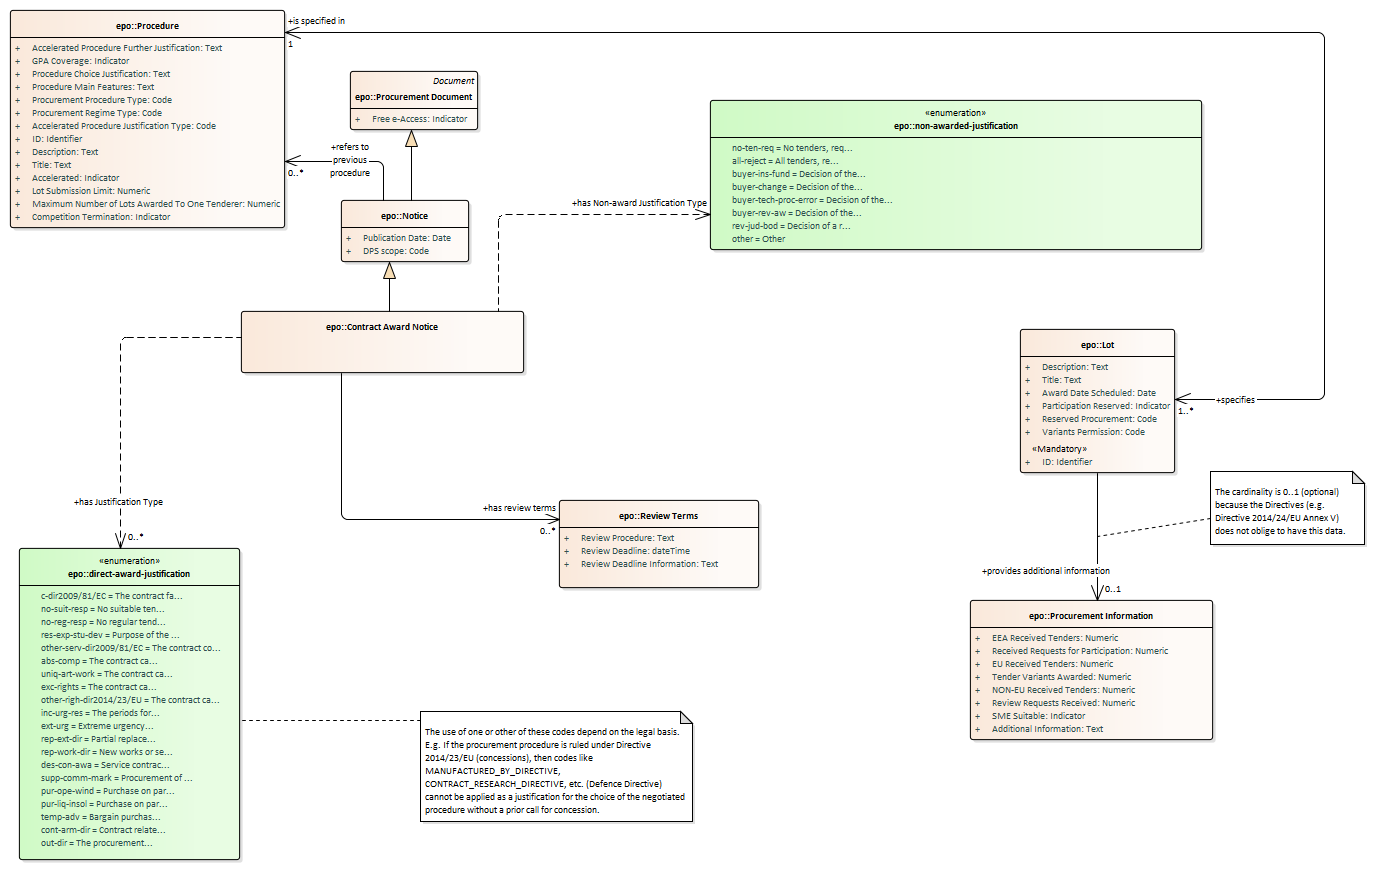 epo::Procedure
+ Accelerated Procedure Further Justification: Text
+ GPA Coverage: Indicator
+ Procedure Choice Justification: Text
+ Procedure Main Features: Text
+ Procurement Procedure Type: Code
+ Procurement Regime Type: Code
+ Accelerated Procedure Justification Type: Code
+ ID: Identifier
+ Description: Text
+ Title: Text
+ Accelerated: Indicator
+ Lot Submission Limit: Numeric
+ Maximum Number of Lots Awarded To One Tenderer: Numeric
+ Competition Termination: Indicator
+is specified in
1
Document
epo::Procurement Document
+ Free e-Access: Indicator
+refers to
previous
procedure
0..*
epo::Notice
+ Publication Date: Date
+ DPS scope: Code
«enumeration»
epo::non-awarded-justification
no-ten-req = No tenders, req...
all-reject = All tenders, re...
buyer-ins-fund = Decision of the...
buyer-change = Decision of the...
buyer-tech-proc-error = Decision of the...
buyer-rev-aw = Decision of the...
rev-jud-bod = Decision of a r...
other = Other
+has Non-award Justification Type
epo::Contract Award Notice
epo::Lot
+ Description: Text
+ Title: Text
+ Award Date Scheduled: Date
+ Participation Reserved: Indicator
+ Reserved Procurement: Code
+ Variants Permission: Code
«Mandatory»
+ ID: Identifier
+specifies
1..*
+has Justification Type
0..*
+has review terms
0..*
epo::Review Terms
+ Review Procedure: Text
+ Review Deadline: dateTime
+ Review Deadline Information: Text
The cardinality is 0..1 (optional)
because the Directives (e.g.
Directive 2014/24/EU Annex V)
does not oblige to have this data.
+provides additional information
0..1
epo::Procurement Information
+ EEA Received Tenders: Numeric
+ Received Requests for Participation: Numeric
+ EU Received Tenders: Numeric
+ Tender Variants Awarded: Numeric
+ NON-EU Received Tenders: Numeric
+ Review Requests Received: Numeric
+ SME Suitable: Indicator
+ Additional Information: Text
«enumeration»
epo::direct-award-justification
c-dir2009/81/EC = The contract fa...
no-suit-resp = No suitable ten...
no-reg-resp = No regular tend...
res-exp-stu-dev = Purpose of the ...
other-serv-dir2009/81/EC = The contract co...
abs-comp = The contract ca...
uniq-art-work = The contract ca...
exc-rights = The contract ca...
other-righ-dir2014/23/EU = The contract ca...
inc-urg-res = The periods for...
ext-urg = Extreme urgency...
rep-ext-dir = Partial replace...
rep-work-dir = New works or se...
des-con-awa = Service contrac...
supp-comm-mark = Procurement of ...
pur-ope-wind = Purchase on par...
pur-liq-insol = Purchase on par...
temp-adv = Bargain purchas...
cont-arm-dir = Contract relate...
out-dir = The procurement...
The use of one or other of these codes depend on the legal basis.
E.g. If the procurement procedure is ruled under Directive
2014/23/EU (concessions), then codes like
MANUFACTURED_BY_DIRECTIVE,
CONTRACT_RESEARCH_DIRECTIVE, etc. (Defence Directive)
cannot be applied as a justification for the choice of the negotiated
procedure without a prior call for concession.